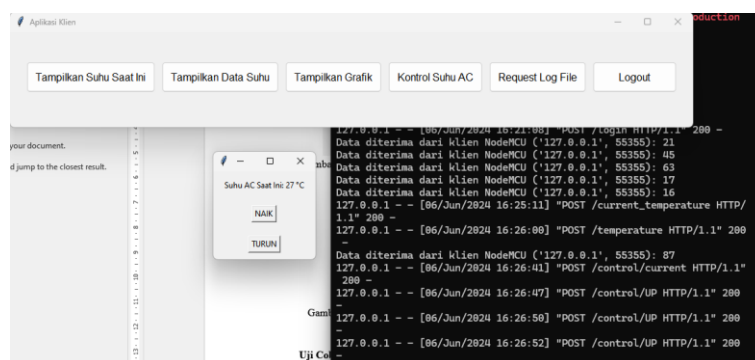 Aplikasi Klien
oduction
Tampilkan Suhu Saat Ini
Tampilkan Data Suhu
Tampilkan Grafik
Kontrol Suhu AC
Request Log File
Logout
your document.
d jump to the closest result.
Suhu AC Saat Ini: 27 °C
NAIK
TURUN
Gam
Uji Co
127.0.0.1 - - [06/Jun/2024 16:21:08] "POST /login HTTP/1.1" 200 -
Data diterima dari klien NodeMCU ('127.0.0.1', 55355): 21
Data diterima dari klien NodeMCU ('127.0.0.1', 55355): 45
Data diterima dari klien NodeMCU ('127.0.0.1', 55355): 63
Data diterima dari klien NodeMCU ('127.0.0.1', 55355): 17
Data diterima dari klien NodeMCU ('127.0.0.1', 55355): 16
127.0.0.1 - - [06/Jun/2024 16:25:11] "POST /current_temperature HTTP/
1.1" 200 -
127.0.0.1 - - [06/Jun/2024 16:26:00] "POST /temperature HTTP/1.1" 200
-
Data diterima dari klien NodeMCU ('127.0.0.1', 55355): 87
127.0.0.1 - - [06/Jun/2024 16:26:41] "POST /control/current HTTP/1.1"
200 -
127.0.0.1 - - [06/Jun/2024 16:26:47] "POST /control/UP HTTP/1.1" 200
-
127.0.0.1 - - [06/Jun/2024 16:26:50] "POST /control/UP HTTP/1.1" 200
-
127.0.0.1 - - [06/Jun/2024 16:26:52] "POST /control/UP HTTP/1.1" 200
-